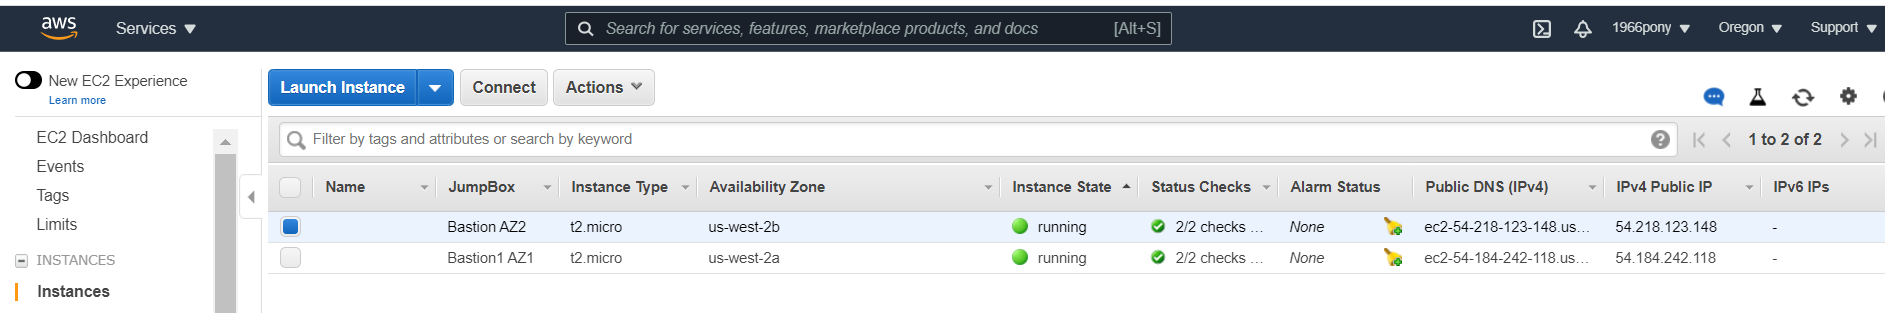 aws Services Search for services, features, marketplace products, and docs [Alt+S] 1966pony Oregon Support
New EC2 Experience
Learn more
EC2 Dashboard
Events
Tags
Limits
INSTANCES
Instances
Launch Instance Connect Actions
Filter by tags and attributes or search by keyword 1 to 2 of 2
Name JumpBox Instance Type Availability Zone Instance State Status Checks Alarm Status Public DNS (IPv4) IPv4 Public IP IPv6 IPs
Bastion AZ2 t2.micro us-west-2b running 2/2 checks ... None ec2-54-218-123-148.us... 54.218.123.148 -
Bastion1 AZ1 t2.micro us-west-2a running 2/2 checks ... None ec2-54-184-242-118.us... 54.184.242.118 -